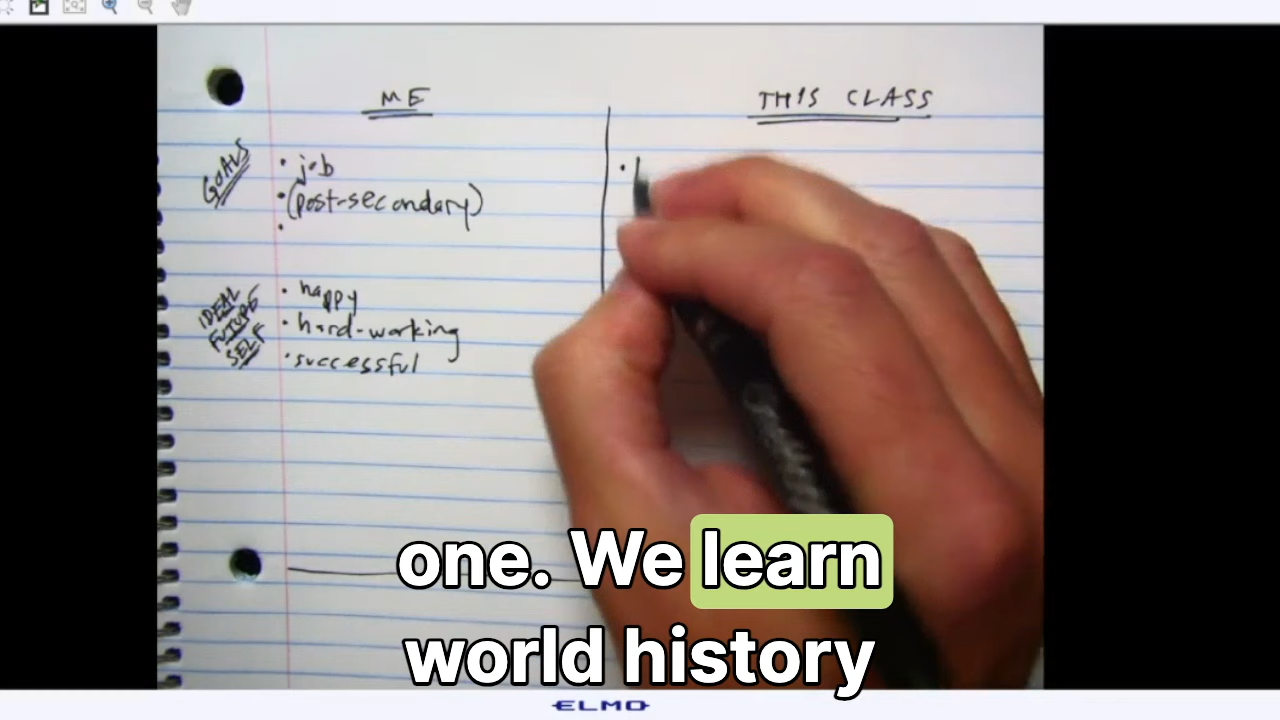 ME
THIS CLASS
GOALS
• job
• (post-secondary)
•
IDEAL
FUTURE
SELF
• happy
• hard-working
• successful
•
one. We learn
world history
ELMO